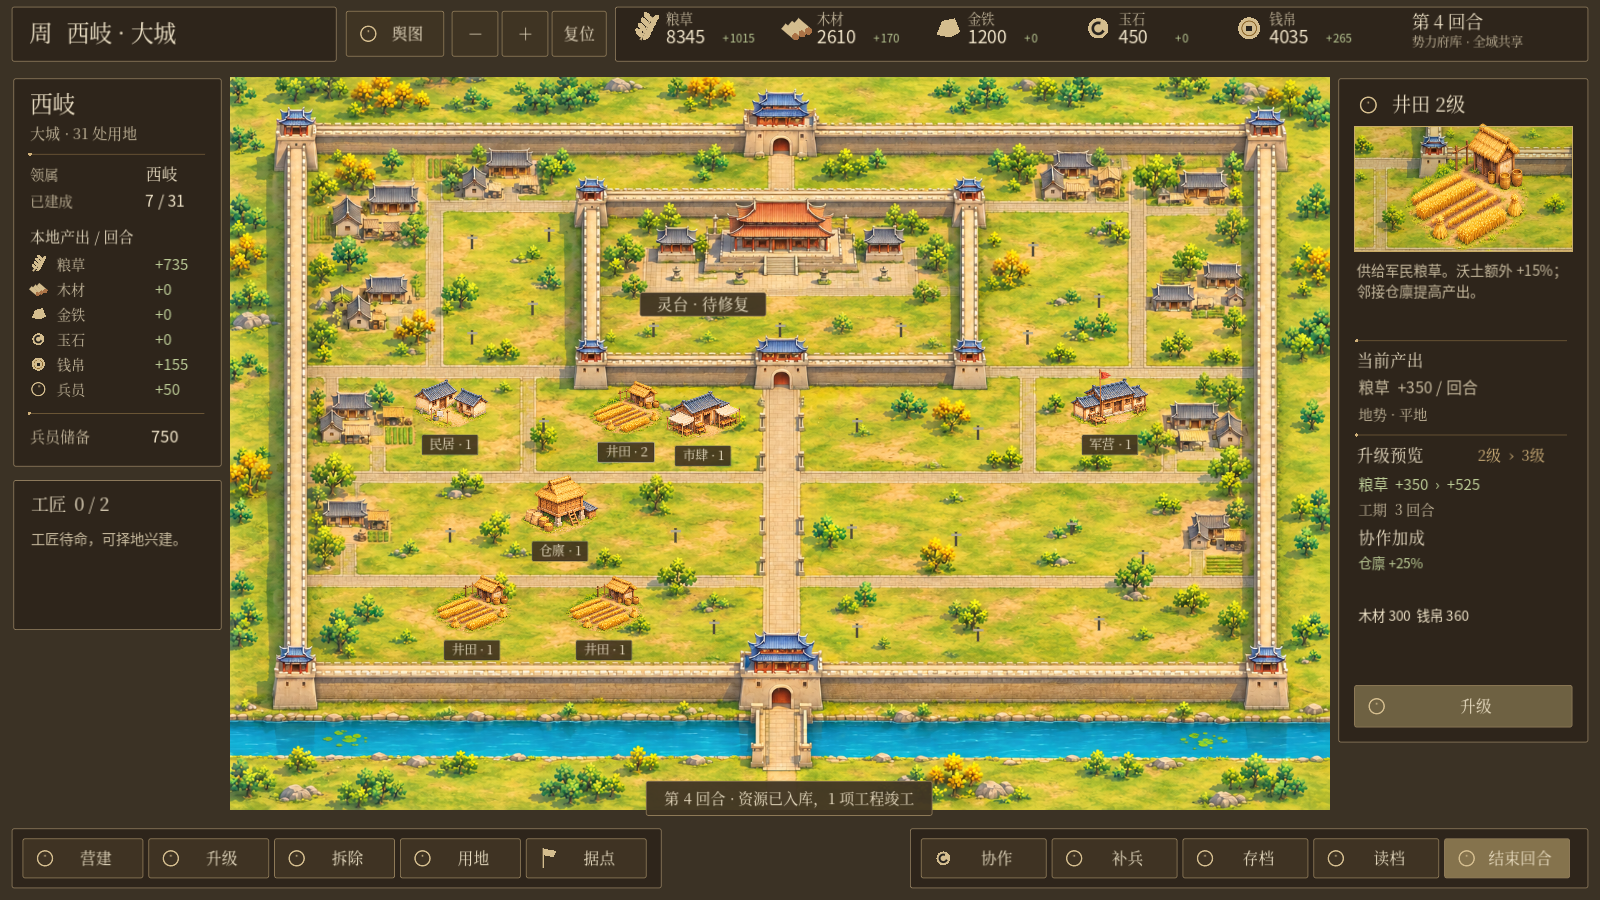 周 西岐 · 大城
舆图
－
＋
复位
粮草 8345 +1015
木材 2610 +170
金铁 1200 +0
玉石 450 +0
钱帛 4035 +265
第 4 回合
势力府库 · 全域共享
西岐
大城 · 31 处用地
领属 西岐
已建成 7 / 31
本地产出 / 回合
粮草 +735
木材 +0
金铁 +0
玉石 +0
钱帛 +155
兵员 +50
兵员储备 750
工匠 0 / 2
工匠待命，可择地兴建。
灵台 · 待修复
民居 · 1
井田 · 2
市肆 · 1
军营 · 1
仓廪 · 1
井田 · 1
井田 · 1
第 4 回合 · 资源已入库，1 项工程竣工
井田 2级
供给军民粮草。沃土额外 +15%；
邻接仓廪提高产出。
当前产出
粮草 +350 / 回合
地势 · 平地
升级预览 2级 › 3级
粮草 +350 › +525
工期 3 回合
协作加成
仓廪 +25%
木材 300 钱帛 360
升级
营建
升级
拆除
用地
据点
协作
补兵
存档
读档
结束回合